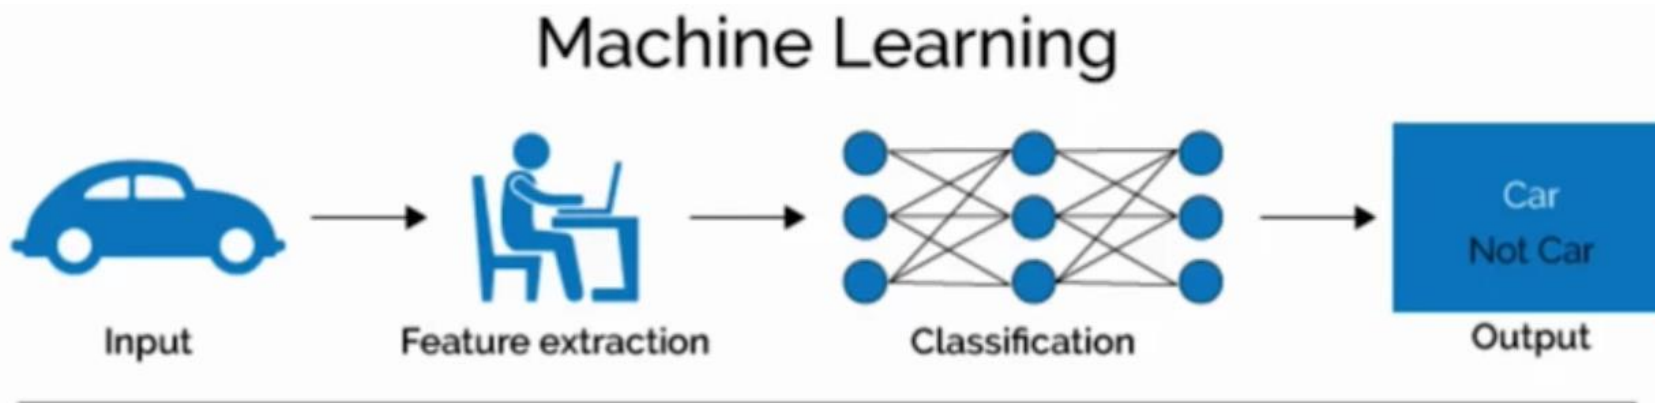 Machine Learning
Car
Not Car
Input
Feature extraction
Classification
Output